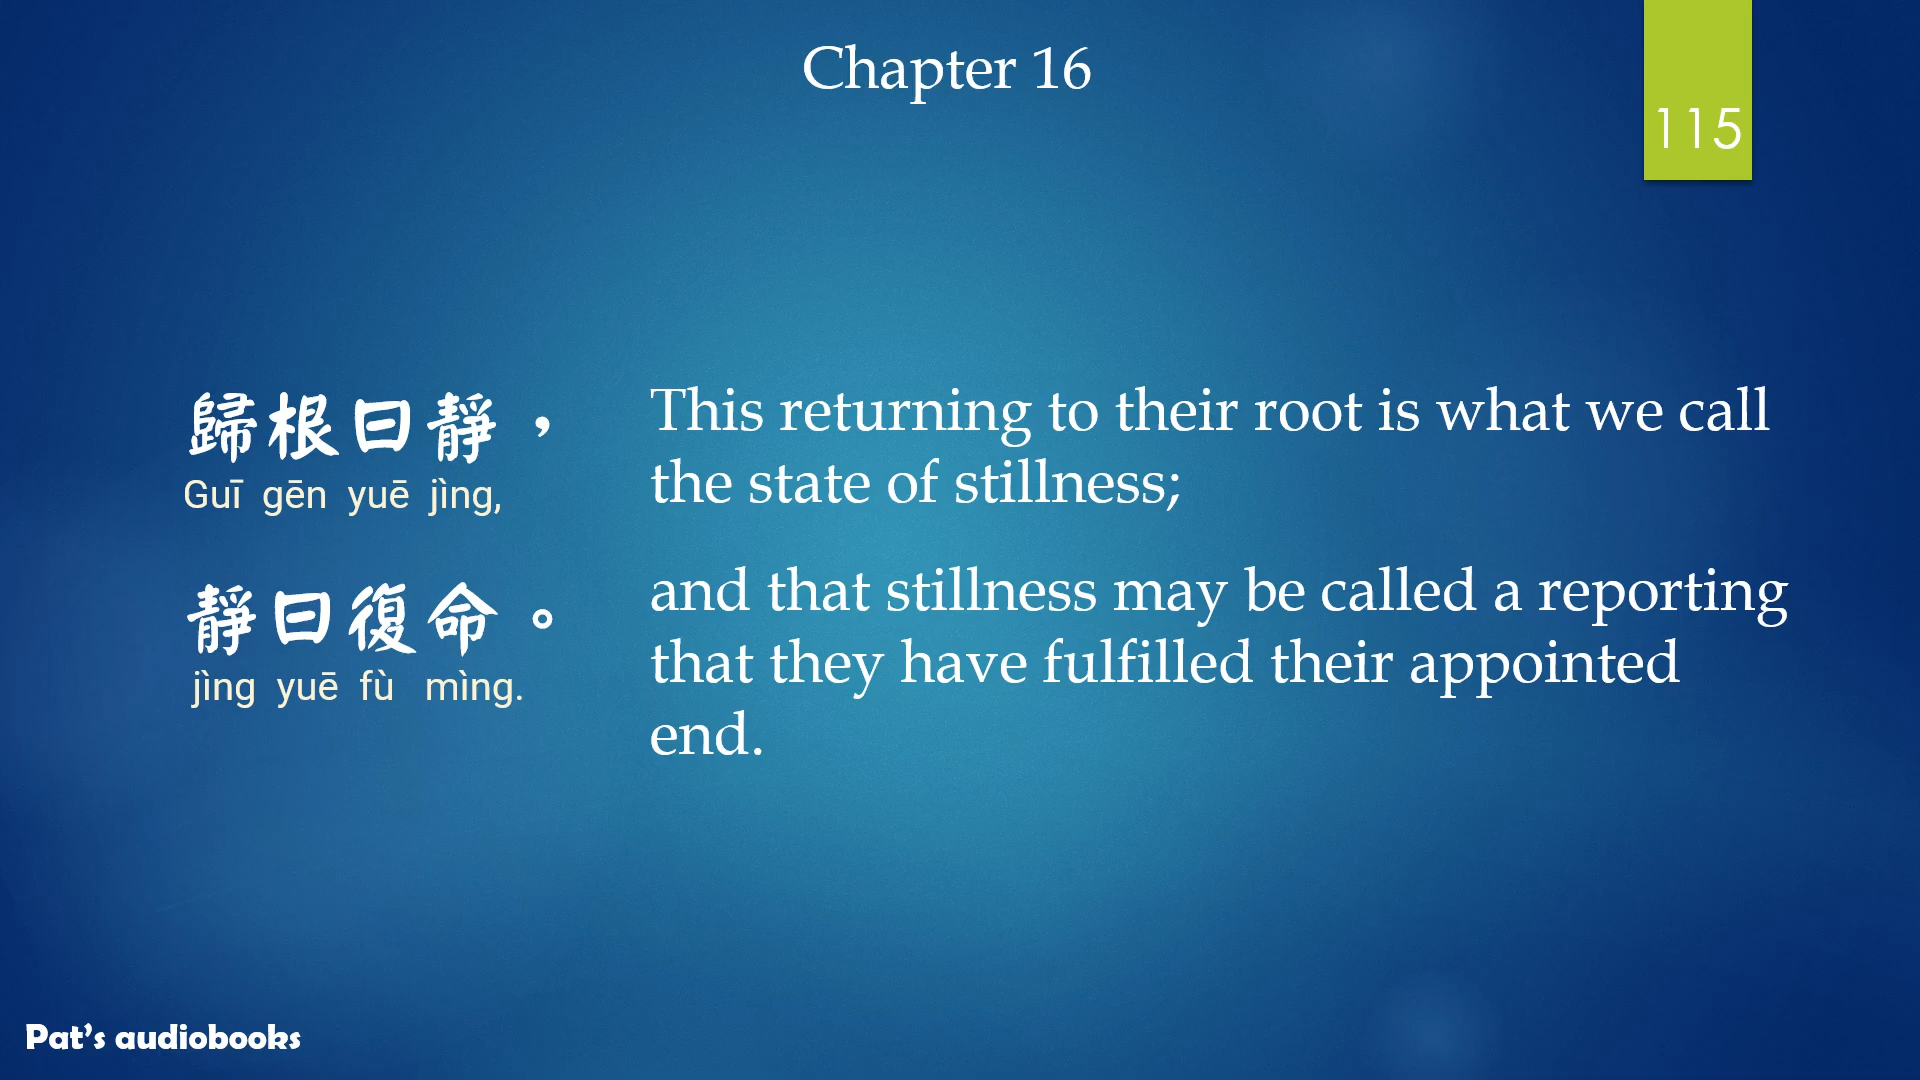 Chapter 16
115
歸根曰靜，
Guī gēn yuē jìng,
This returning to their root is what we call
the state of stillness;
靜曰復命。
jìng yuē fù mìng.
and that stillness may be called a reporting
that they have fulfilled their appointed
end.
Pat’s audiobooks